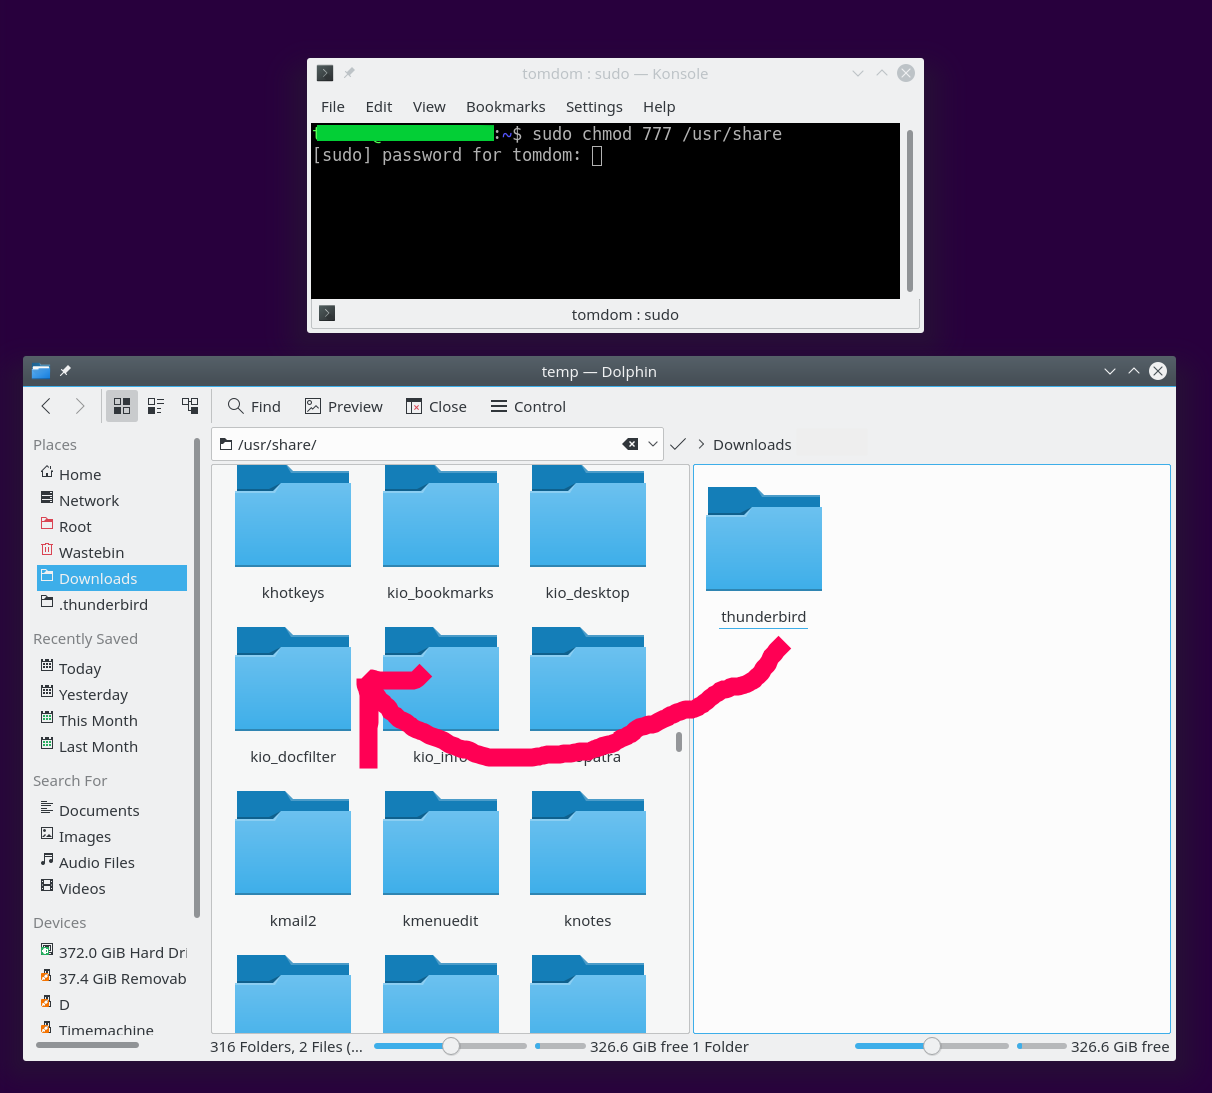 tomdom : sudo — Konsole
File Edit View Bookmarks Settings Help
:~$ sudo chmod 777 /usr/share
[sudo] password for tomdom:
tomdom : sudo
temp — Dolphin
Find Preview Close Control
Places
Home
Network
Root
Wastebin
Downloads
.thunderbird
Recently Saved
Today
Yesterday
This Month
Last Month
Search For
Documents
Images
Audio Files
Videos
Devices
372.0 GiB Hard Dri
37.4 GiB Removab
D
Timemachine
/usr/share/
> Downloads
khotkeys kio_bookmarks kio_desktop
kio_docfilter
kmail2 kmenuedit knotes
thunderbird
316 Folders, 2 Files (... 326.6 GiB free
1 Folder 326.6 GiB free